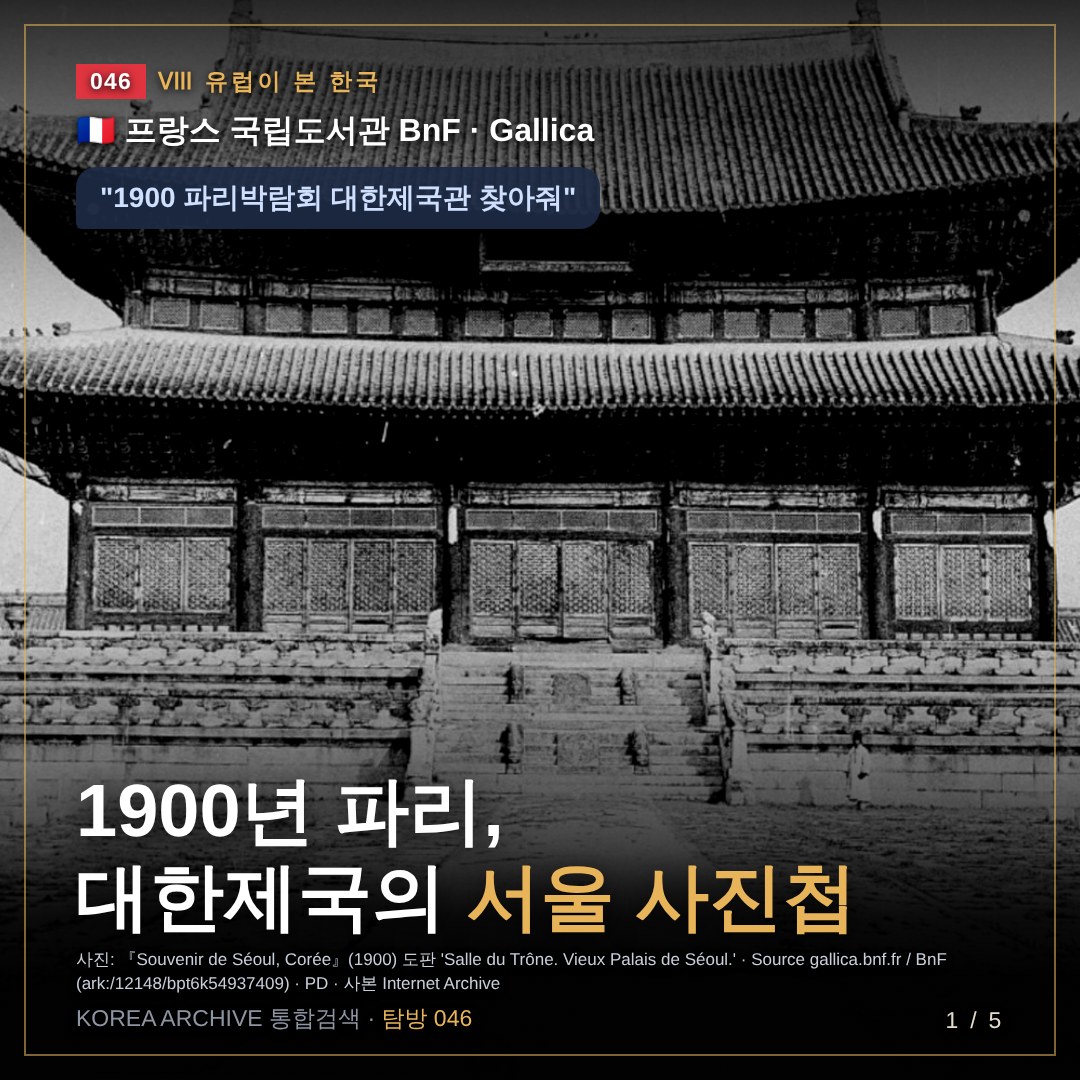 046 Ⅷ 유럽이 본 한국
🇫🇷 프랑스 국립도서관 BnF · Gallica
"1900 파리박람회 대한제국관 찾아줘"
1900년 파리,
대한제국의 서울 사진첩
사진: 『Souvenir de Séoul, Corée』(1900) 도판 'Salle du Trône. Vieux Palais de Séoul.' · Source gallica.bnf.fr / BnF
(ark:/12148/bpt6k54937409) · PD · 사본 Internet Archive
KOREA ARCHIVE 통합검색 · 탐방 046
1 / 5